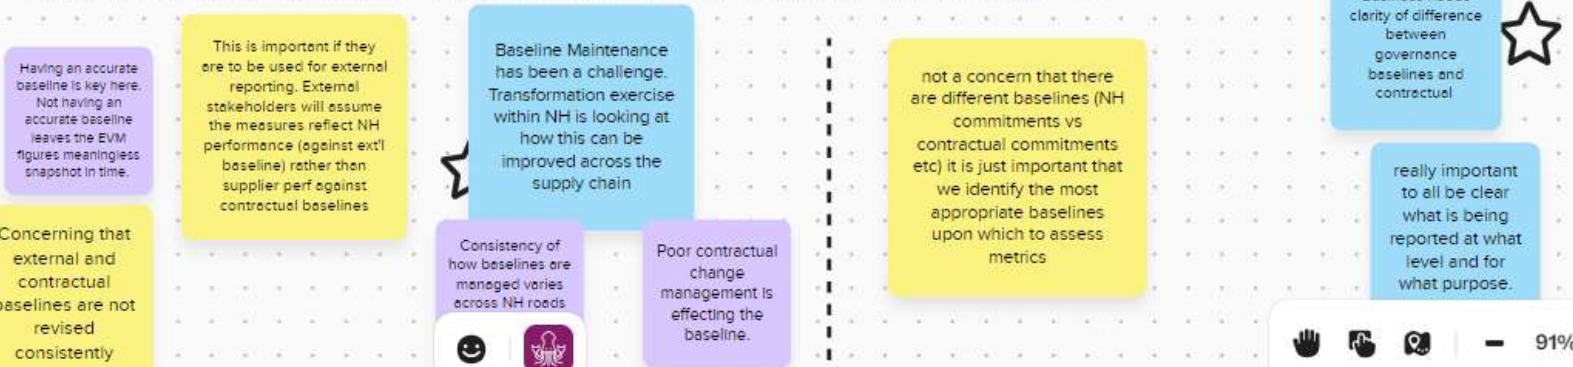 Having an accurate
baseline is key here.
Not having an
accurate baseline
leaves the EVM
figures meaningless
snapshot in time.
Concerning that
external and
contractual
baselines are not
revised
consistently
This is important if they
are to be used for external
reporting. External
stakeholders will assume
the measures reflect NH
performance (against ext'l
baseline) rather than
supplier perf against
contractual baselines
Baseline Maintenance
has been a challenge.
Transformation exercise
within NH is looking at
how this can be
improved across the
supply chain
Consistency of
how baselines are
managed varies
across NH roads
Poor contractual
change
management is
effecting the
baseline.
not a concern that there
are different baselines (NH
commitments vs
contractual commitments
etc) it is just important that
we identify the most
appropriate baselines
upon which to assess
metrics
clarity of difference
between
governance
baselines and
contractual
really important
to all be clear
what is being
reported at what
level and for
what purpose.
91%